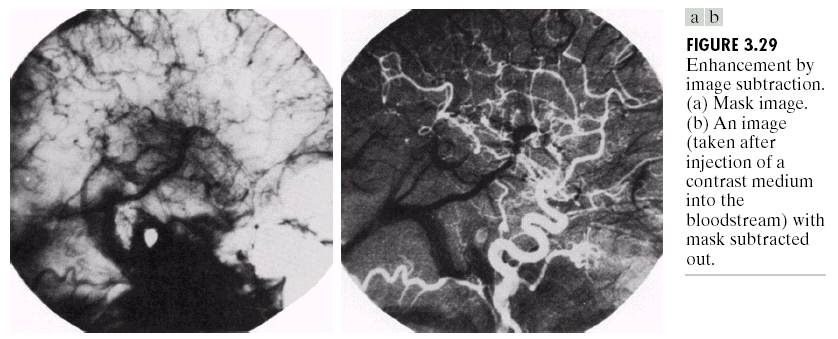 a b
FIGURE 3.29
Enhancement by
image subtraction.
(a) Mask image.
(b) An image
(taken after
injection of a
contrast medium
into the
bloodstream) with
mask subtracted
out.